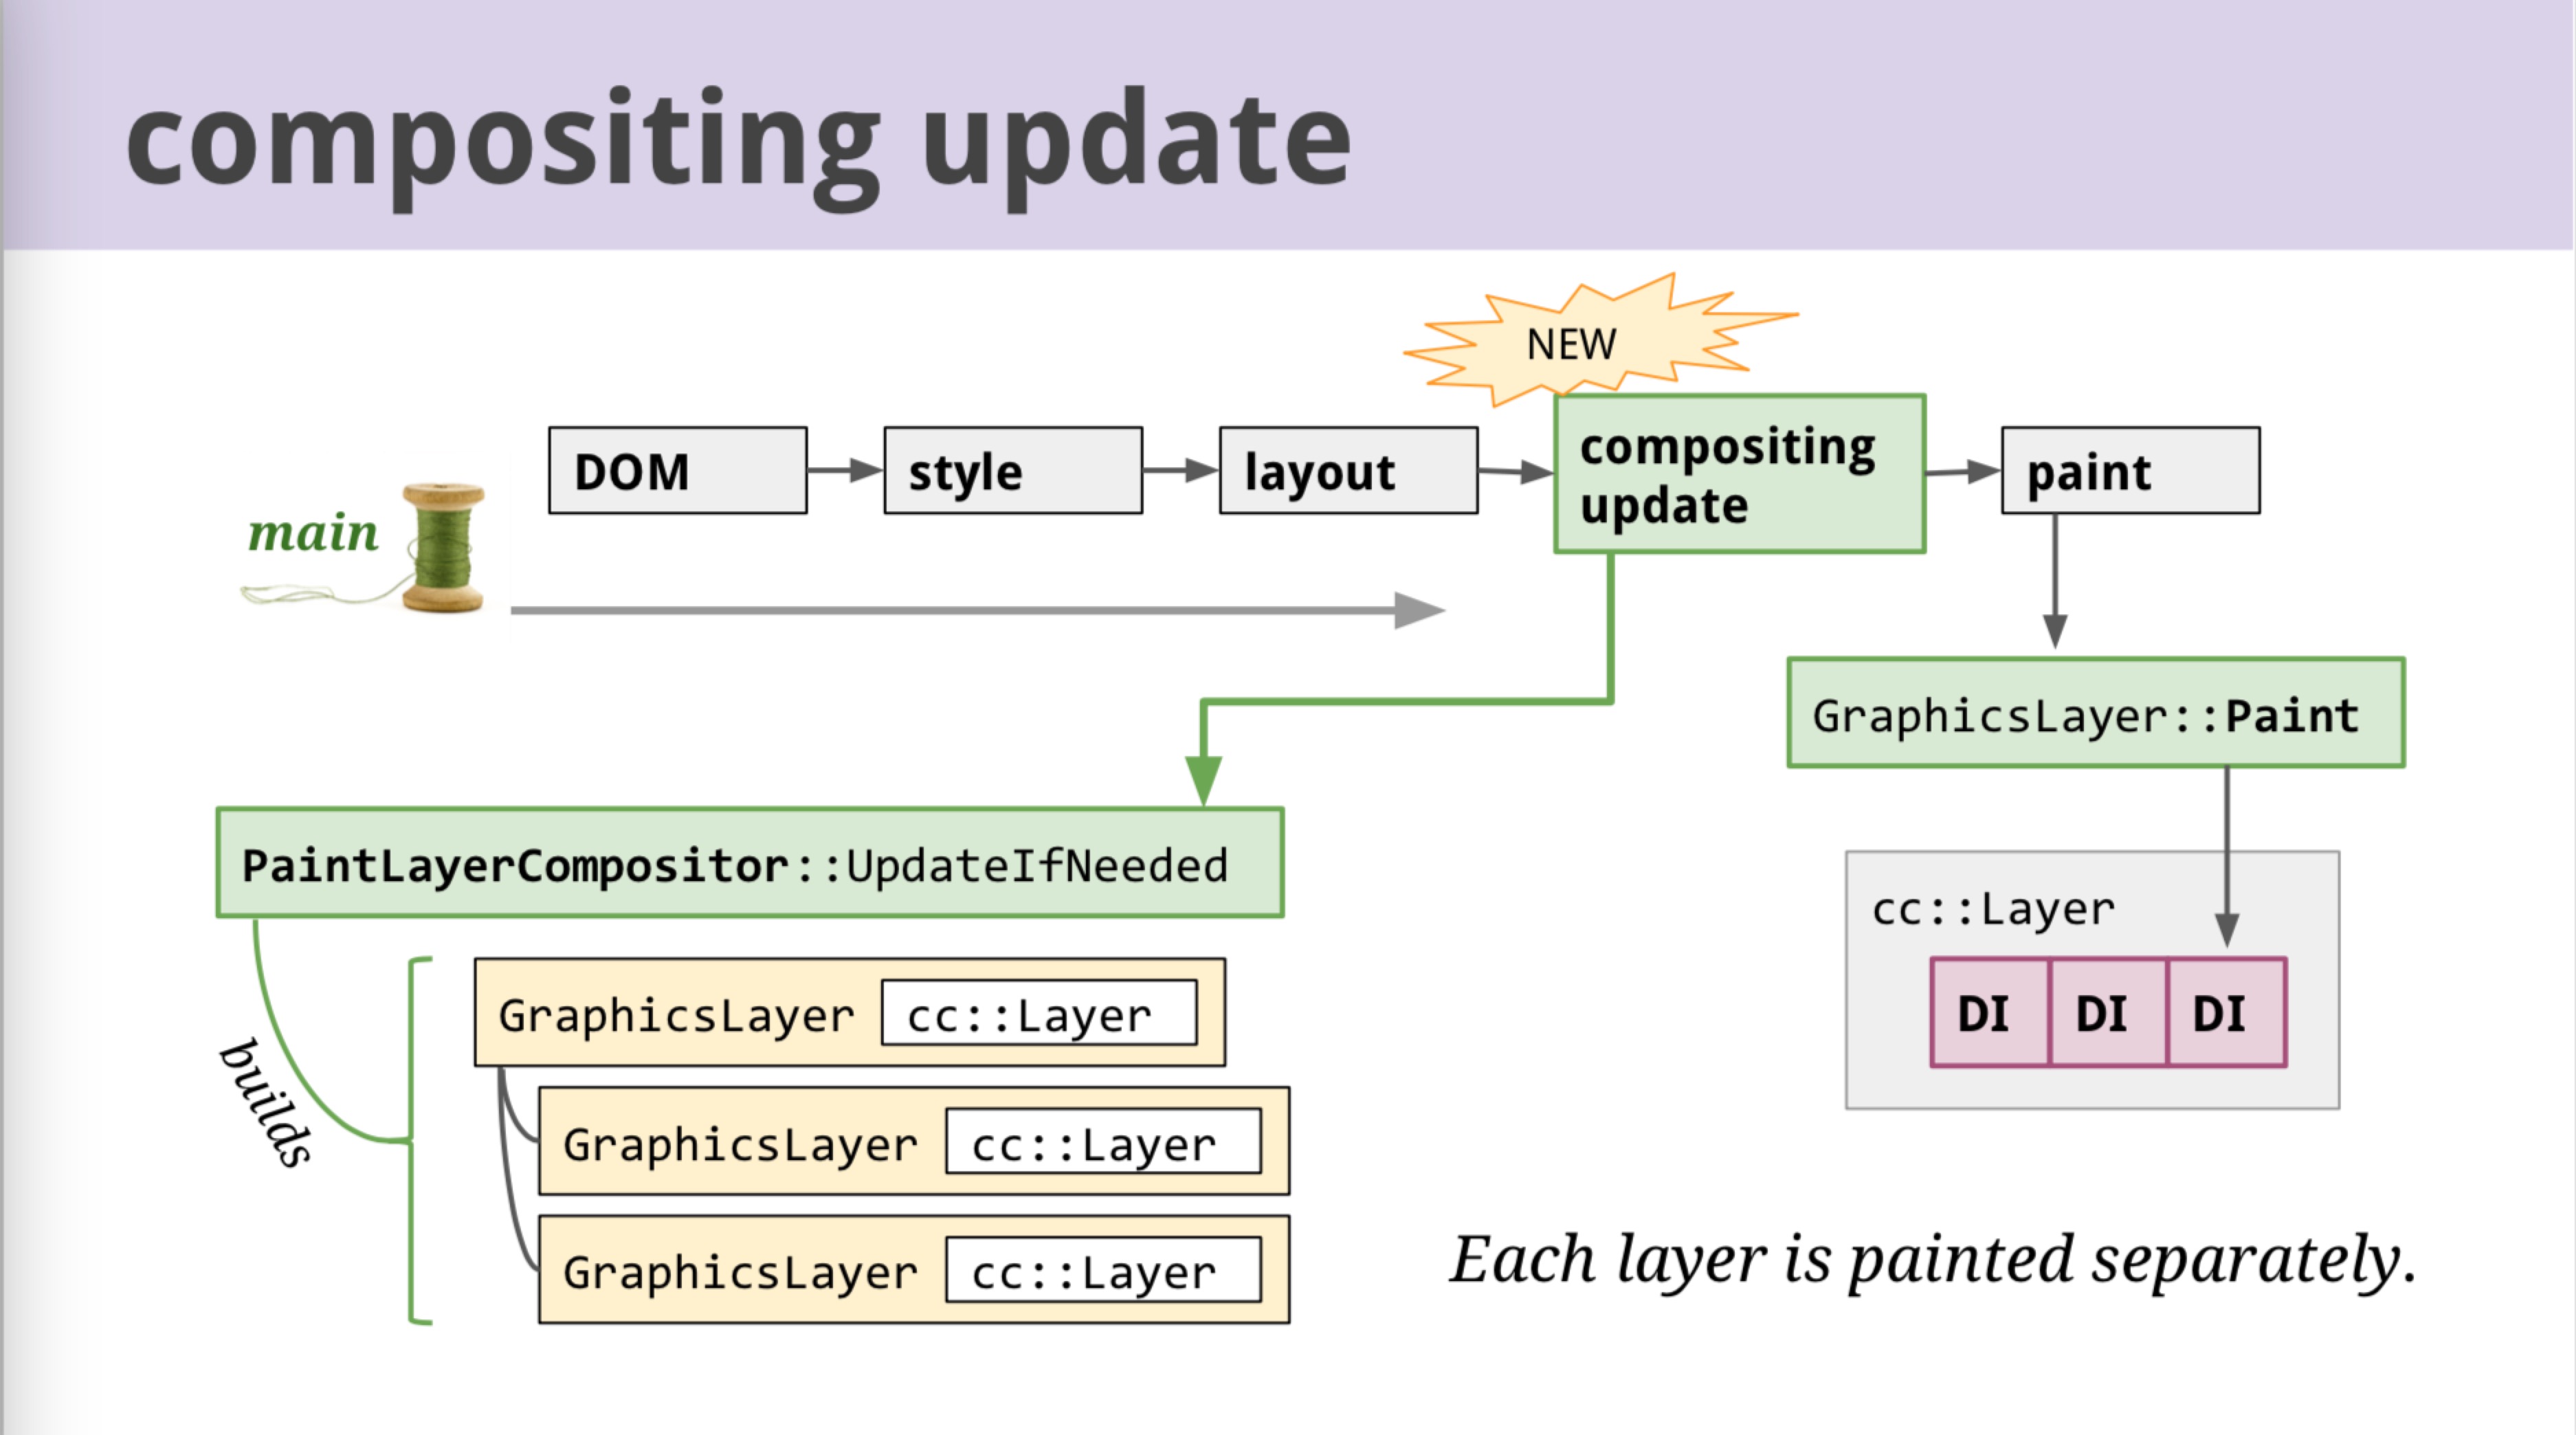 compositing update
NEW
DOM
style
layout
compositing
update
paint
main
GraphicsLayer::Paint
PaintLayerCompositor::UpdateIfNeeded
cc::Layer
DI DI DI
builds
GraphicsLayer cc::Layer
GraphicsLayer cc::Layer
GraphicsLayer cc::Layer
Each layer is painted separately.